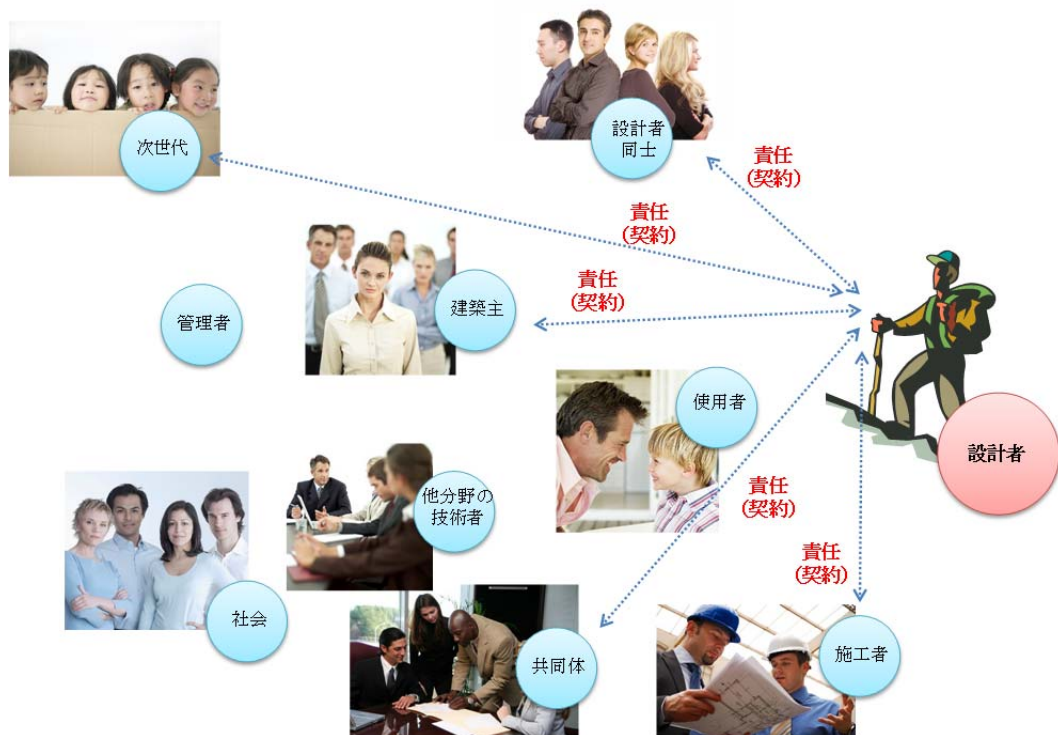 次世代
設計者
同士
責任
(契約)
責任
(契約)
責任
(契約)
管理者
建築主
使用者
設計者
他分野の
技術者
責任
(契約)
責任
(契約)
社会
共同体
施工者